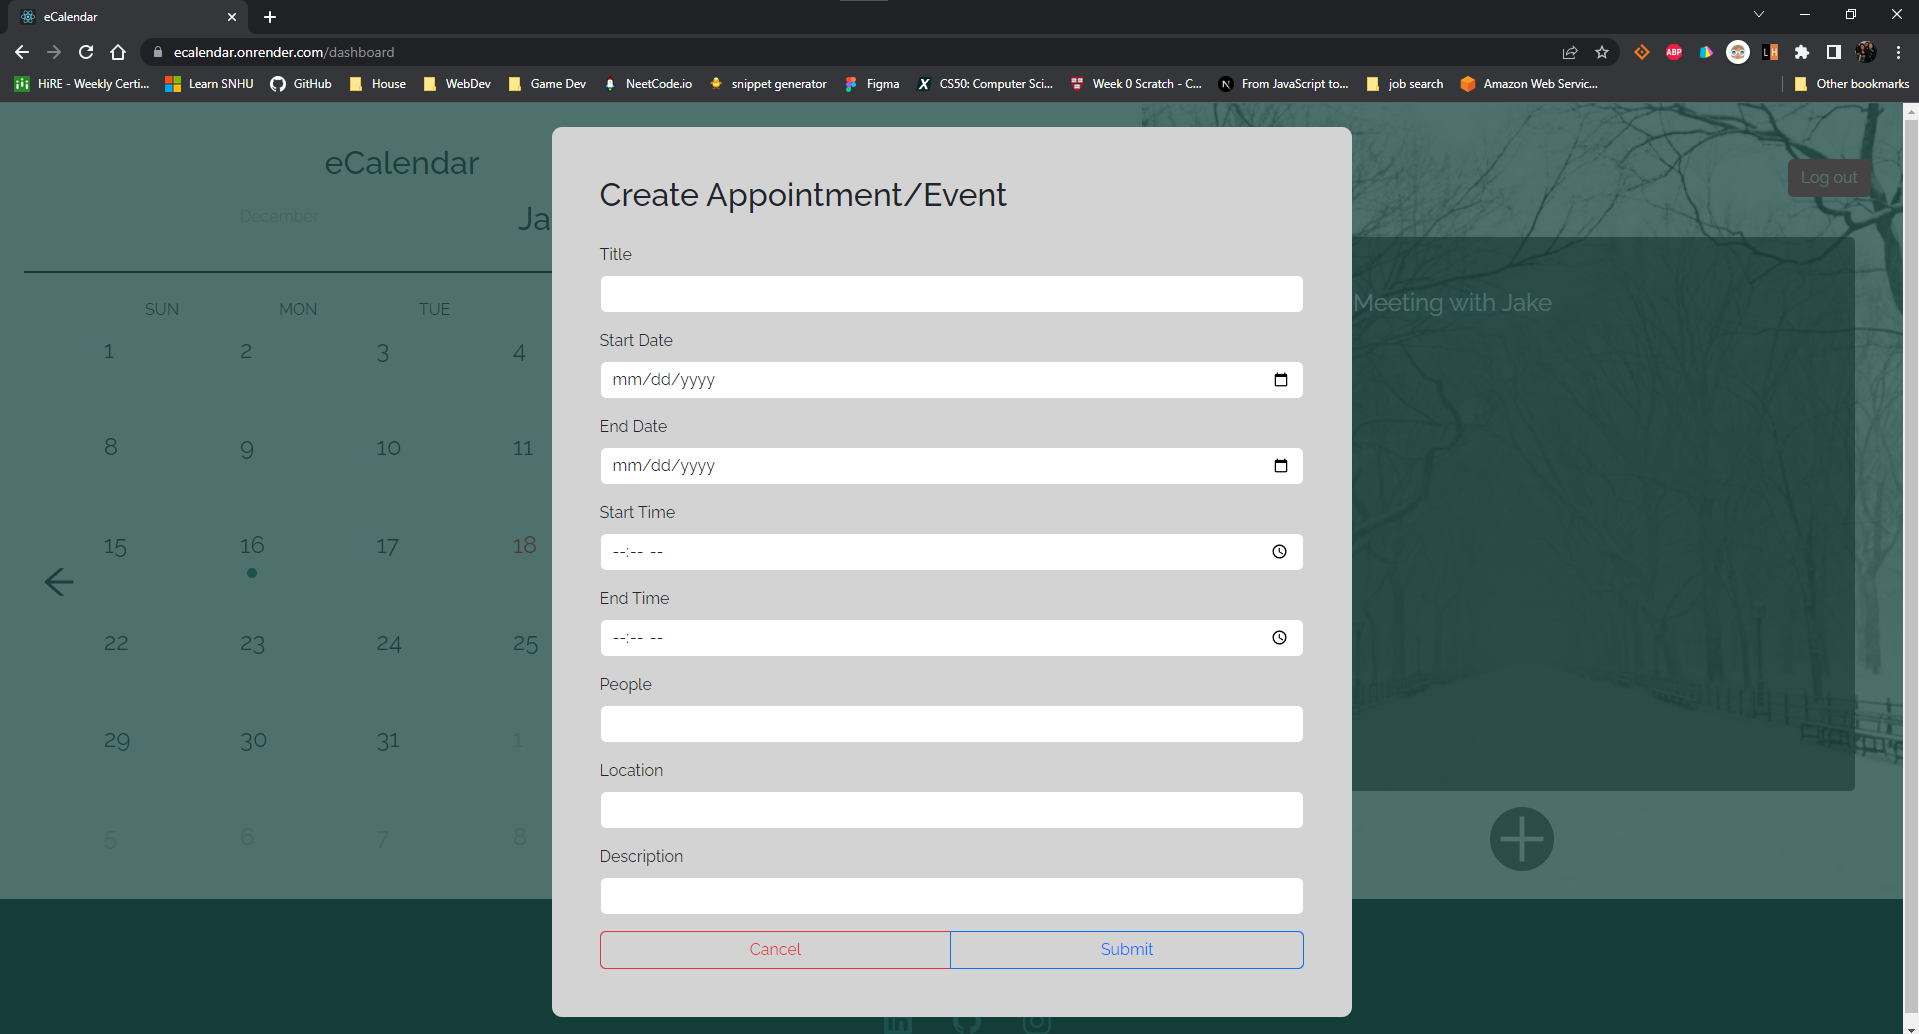 eCalendar
ecalendar.onrender.com/dashboard
HiRE - Weekly Certi...
Learn SNHU
GitHub
House
WebDev
Game Dev
NeetCode.io
snippet generator
Figma
CS50: Computer Sci...
Week 0 Scratch - C...
From JavaScript to...
job search
Amazon Web Servic...
Other bookmarks
ABP
LH
eCalendar
Log out
December
Ja
SUN MON TUE
1 2 3 4
8 9 10 11
15 16 17 18
22 23 24 25
29 30 31 1
5 6 7 8
Create Appointment/Event
Title
Start Date
mm/dd/yyyy
End Date
mm/dd/yyyy
Start Time
--:-- --
End Time
--:-- --
People
Location
Description
Cancel
Submit
Meeting with Jake